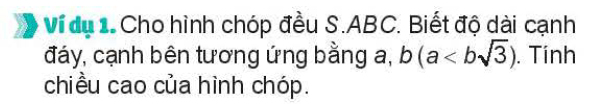 Ví dụ 1. Cho hình chóp đều S.ABC. Biết độ dài cạnh
đáy, cạnh bên tương ứng bằng a, b (a < b√3). Tính
chiều cao của hình chóp.